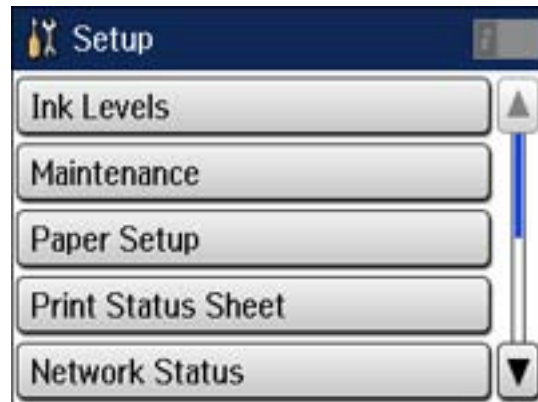 Setup
Ink Levels
Maintenance
Paper Setup
Print Status Sheet
Network Status